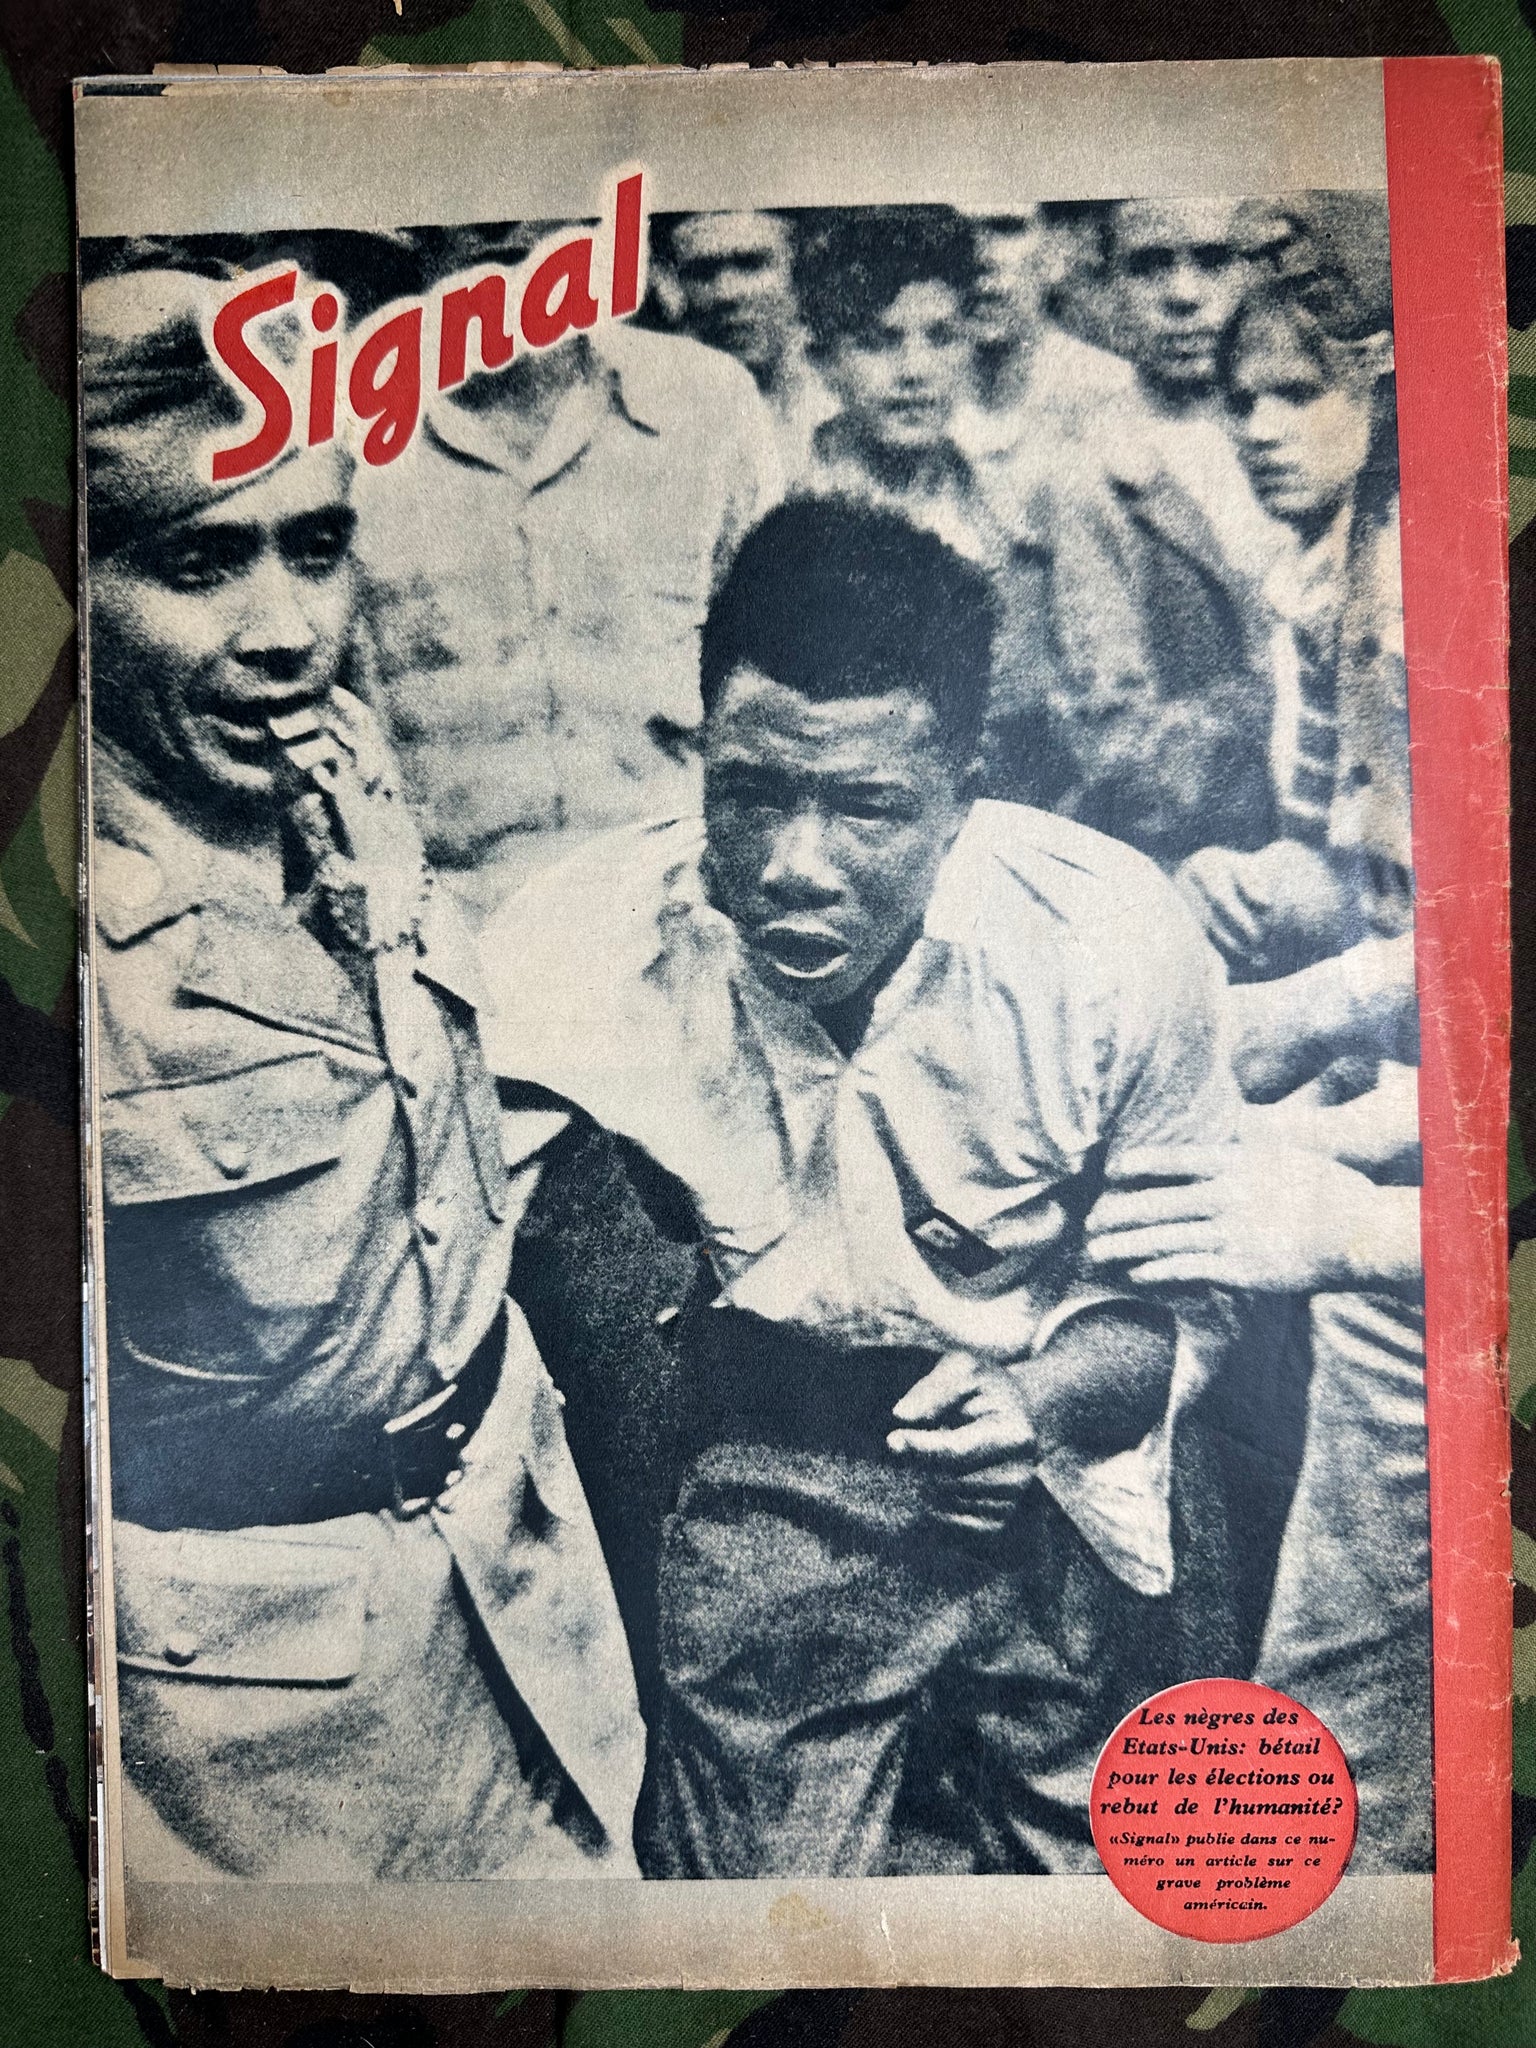 Signal
Les nègres des
Etats-Unis: bétail
pour les élections ou
rebut de l'humanité?
«Signal» publie dans ce nu-
méro un article sur ce
grave problème
américain.